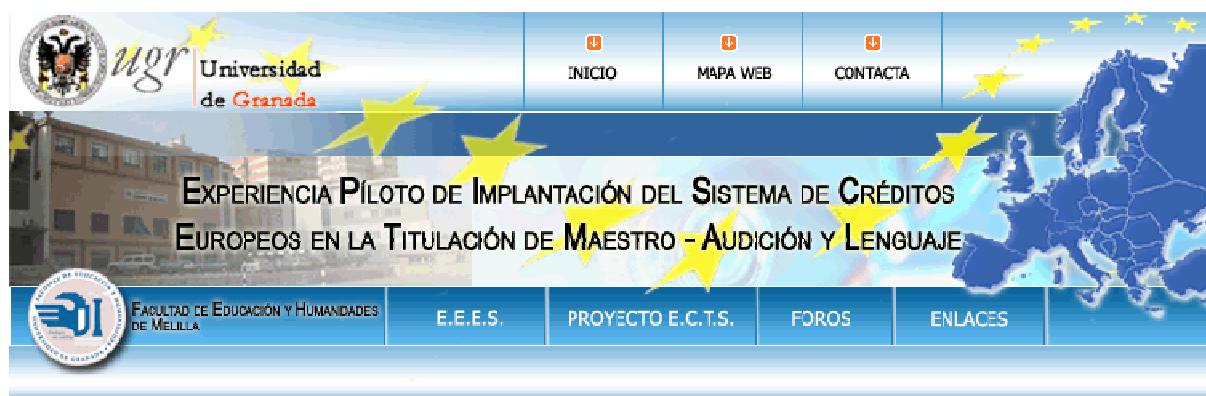 ugr Universidad
de Granada
INICIO
MAPA WEB
CONTACTA
EXPERIENCIA PÍLOTO DE IMPLANTACIÓN DEL SISTEMA DE CRÉDITOS
EUROPEOS EN LA TITULACIÓN DE MAESTRO - AUDICIÓN Y LENGUAJE
FACULTAD DE EDUCACIÓN Y HUMANIDADES
DE MELILLA
E.E.E.S.
PROYECTO E.C.T.S.
FOROS
ENLACES